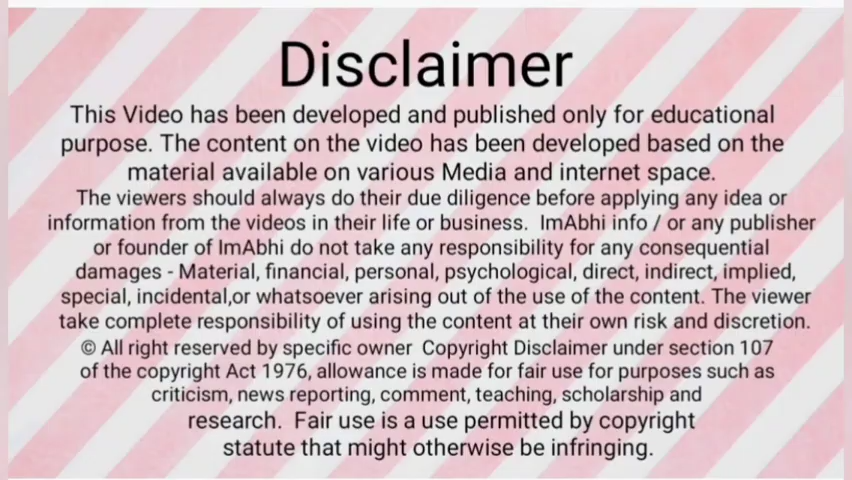 Disclaimer
This Video has been developed and published only for educational
purpose. The content on the video has been developed based on the
material available on various Media and internet space.
The viewers should always do their due diligence before applying any idea or
information from the videos in their life or business. ImAbhi info / or any publisher
or founder of ImAbhi do not take any responsibility for any consequential
damages - Material, financial, personal, psychological, direct, indirect, implied,
special, incidental,or whatsoever arising out of the use of the content. The viewer
take complete responsibility of using the content at their own risk and discretion.
© All right reserved by specific owner Copyright Disclaimer under section 107
of the copyright Act 1976, allowance is made for fair use for purposes such as
criticism, news reporting, comment, teaching, scholarship and
research. Fair use is a use permitted by copyright
statute that might otherwise be infringing.